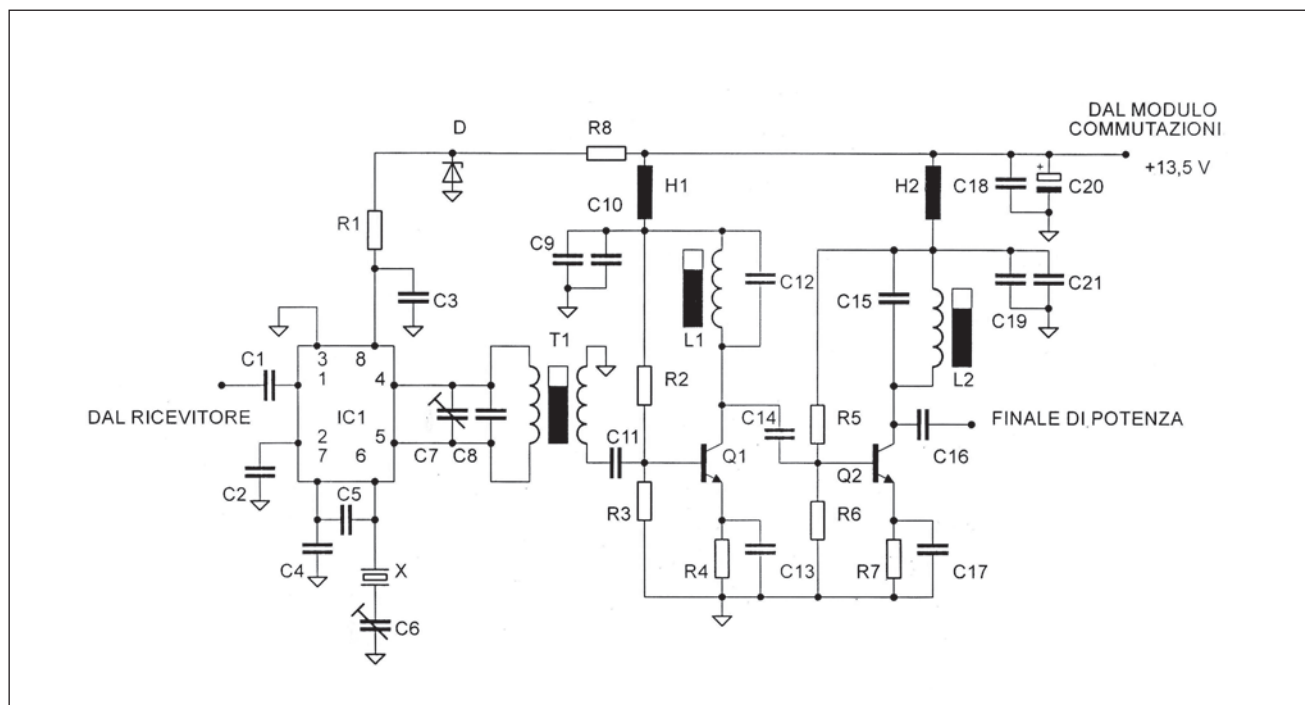 DAL MODULO
COMMUTAZIONI
+13,5 V
D
R8
H1
H2
C18
+
C20
C10
R1
C9
C3
C12
C15
C21
C19
L1
L2
T1
C1
3
8
1
4
R2
DAL RICEVITORE
IC1
C14
R5
FINALE DI POTENZA
2
5
7
6
C7
C8
C11
Q1
Q2
C16
C2
C5
R3
R6
C4
X
R4
C13
R7
C17
C6